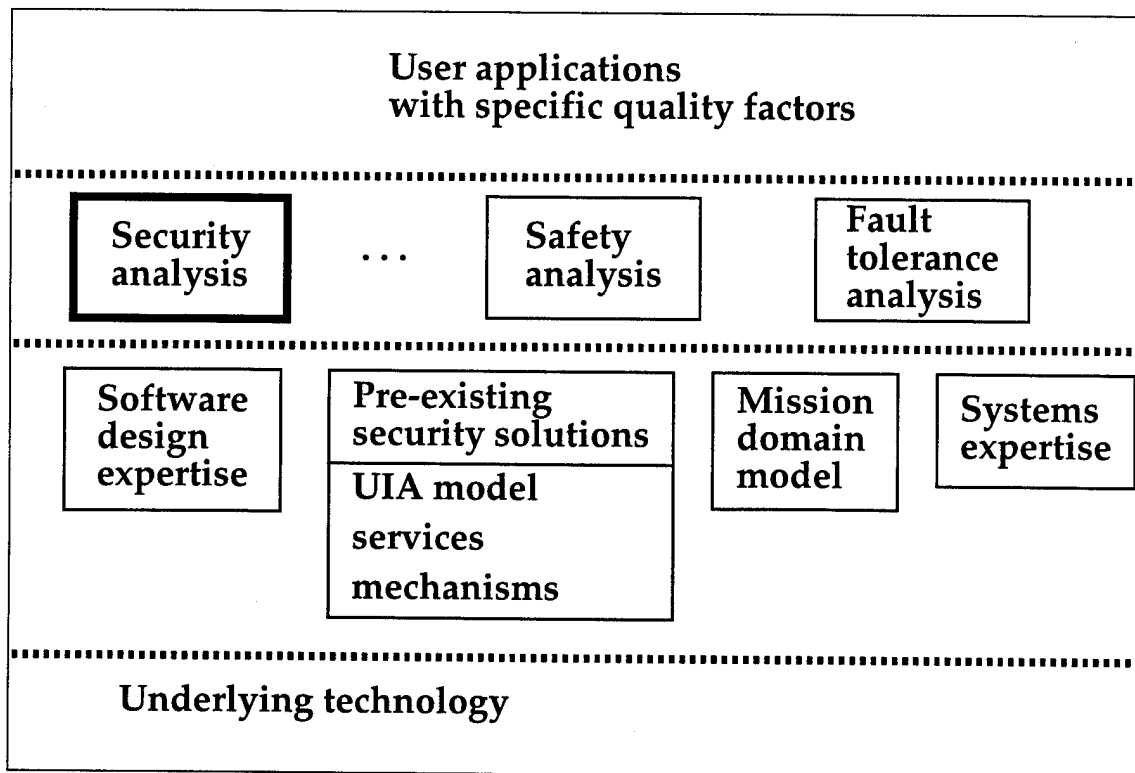 User applications
with specific quality factors
Security
analysis
...
Safety
analysis
Fault
tolerance
analysis
Software
design
expertise
Pre-existing
security solutions
UIA model
services
mechanisms
Mission
domain
model
Systems
expertise
Underlying technology